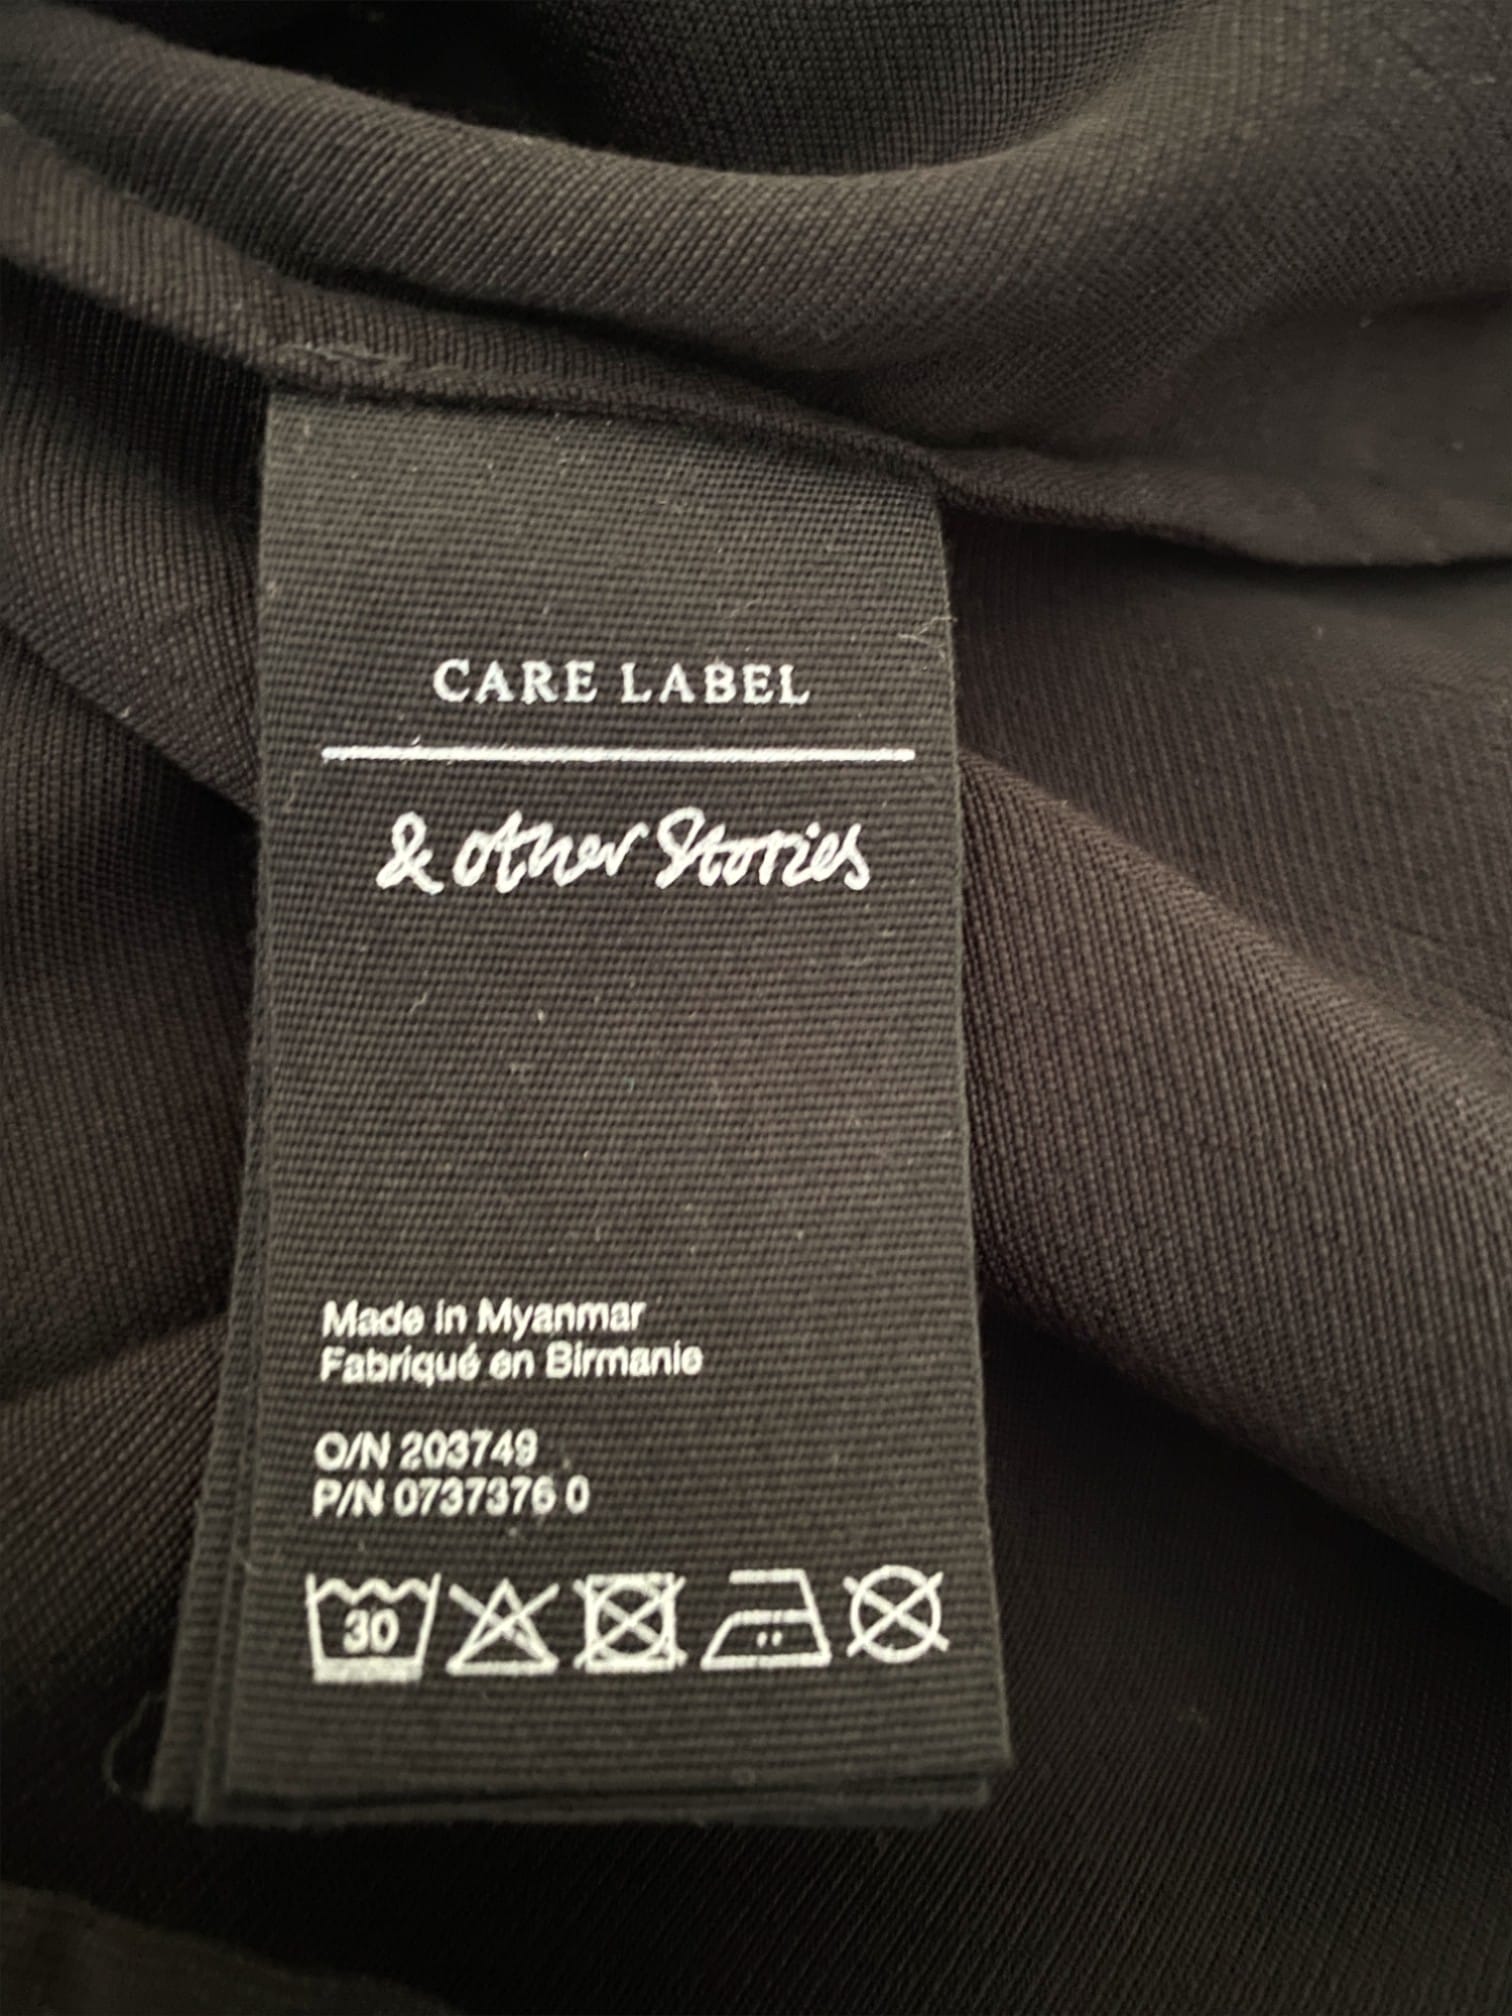 CARE LABEL
& other Stories
Made in Myanmar
Fabriqué en Birmanie
O/N 203749
P/N 0737376 0
30